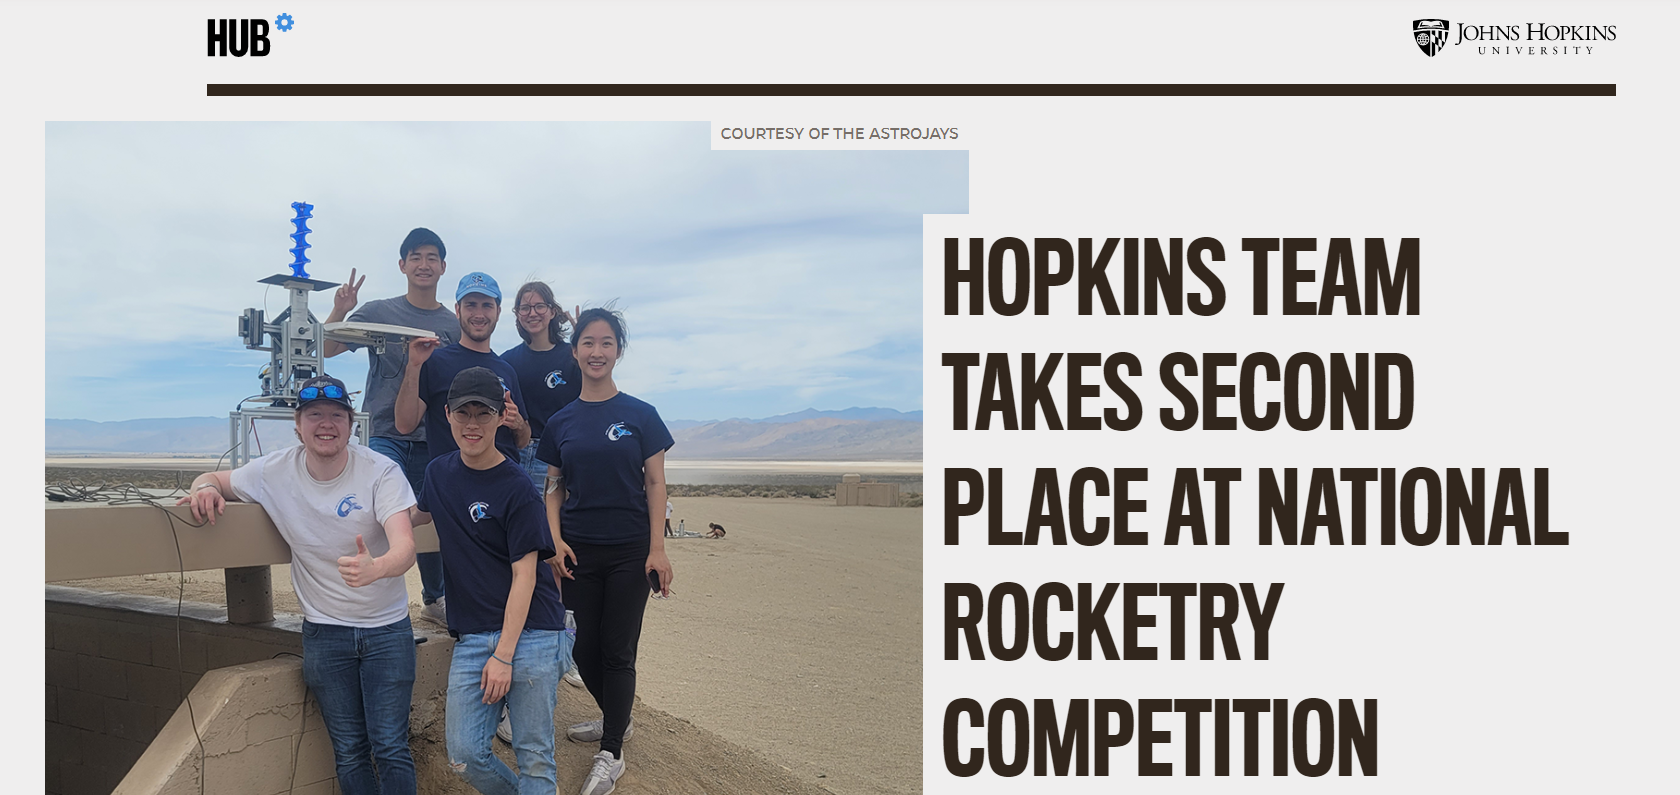 HUB
JOHNS HOPKINS
UNIVERSITY
COURTESY OF THE ASTROJAYS
HOPKINS TEAM
TAKES SECOND
PLACE AT NATIONAL
ROCKETRY
COMPETITION